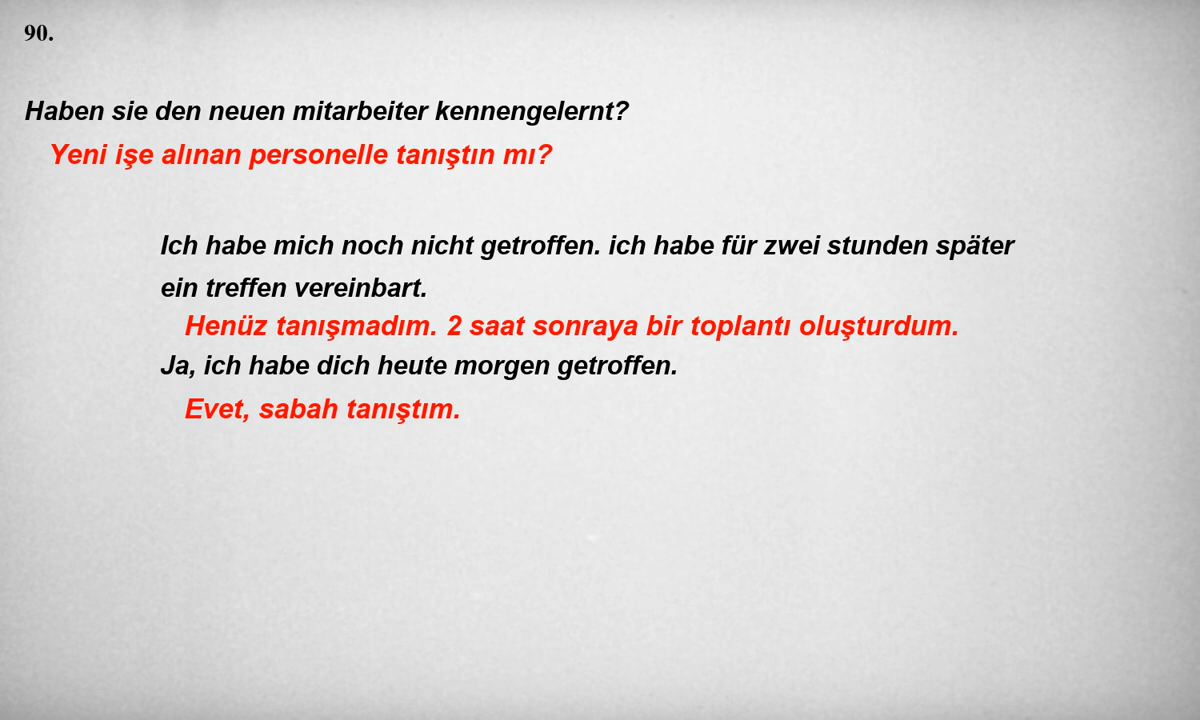 90.
Haben sie den neuen mitarbeiter kennengelernt?
Yeni işe alınan personelle tanıştın mı?
Ich habe mich noch nicht getroffen. ich habe für zwei stunden später
ein treffen vereinbart.
Henüz tanışmadım. 2 saat sonraya bir toplantı oluşturdum.
Ja, ich habe dich heute morgen getroffen.
Evet, sabah tanıştım.